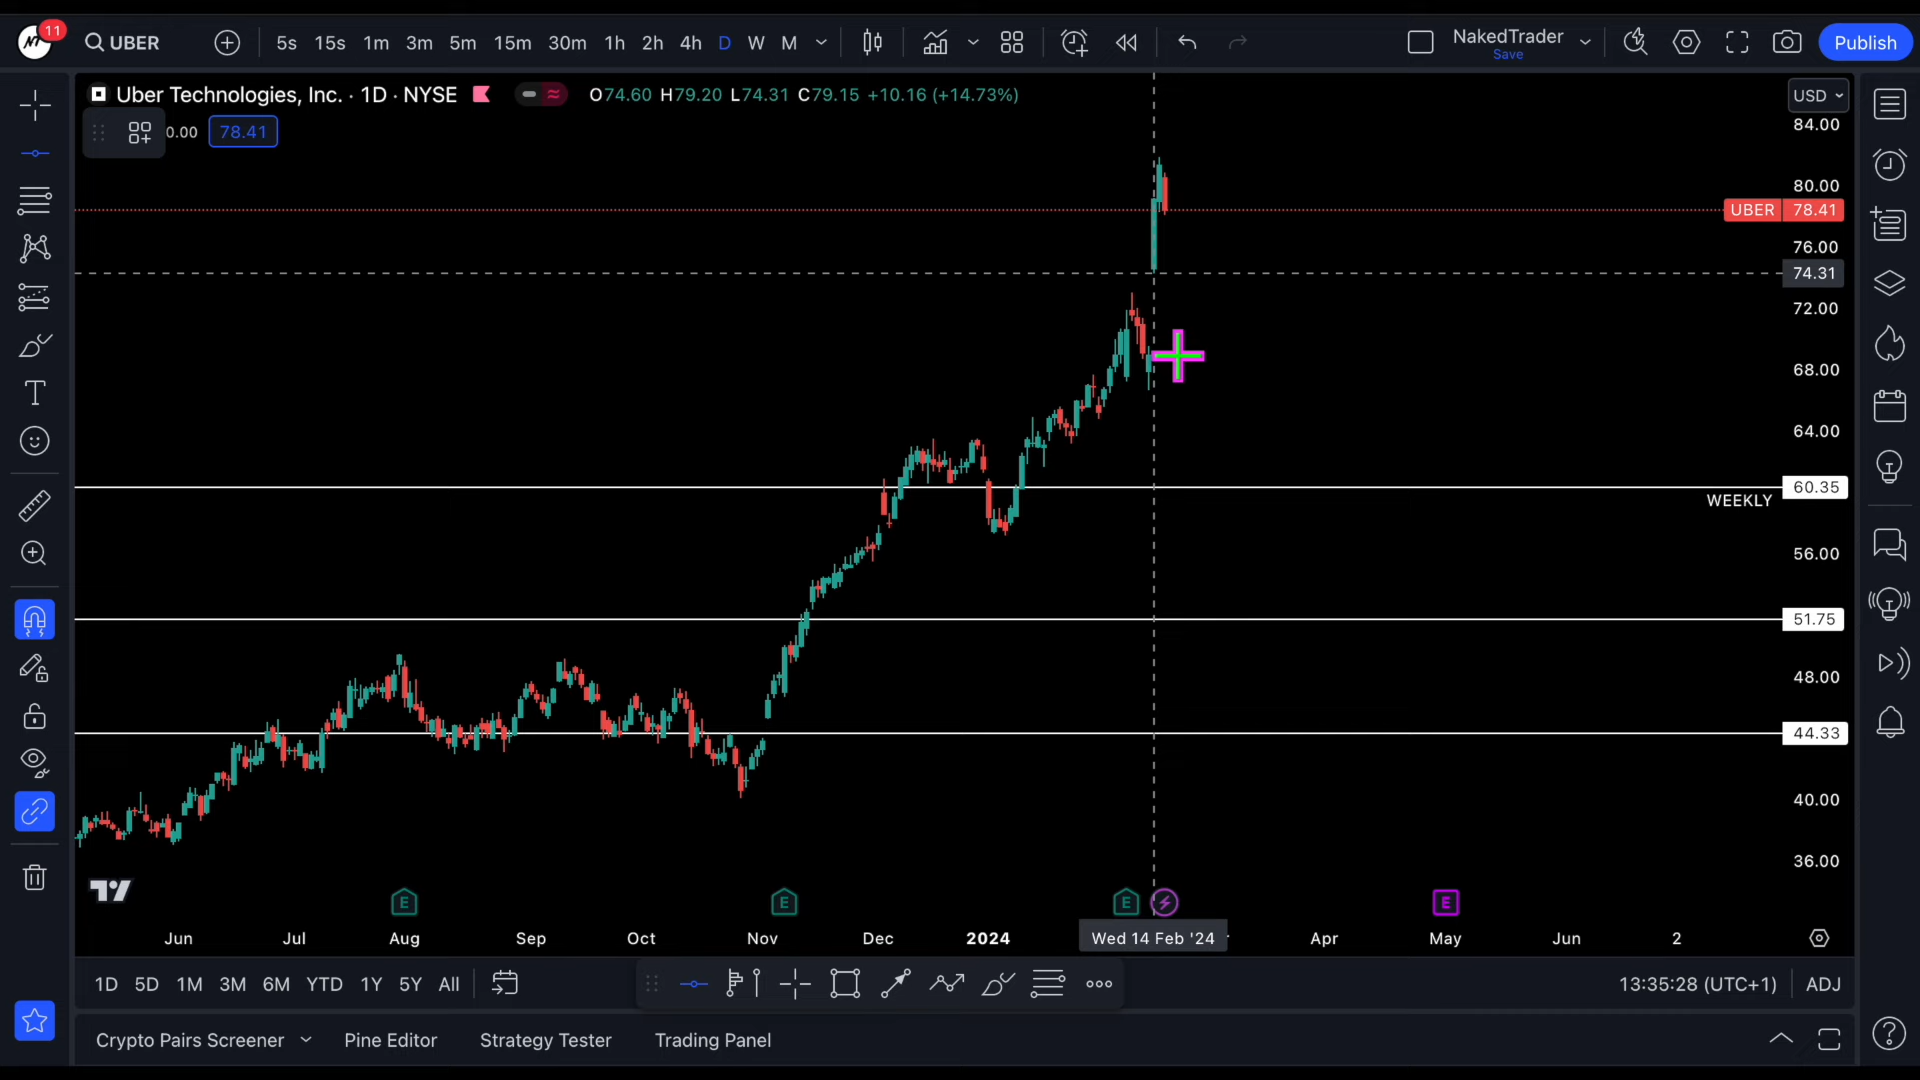 11
UBER
5s 15s 1m 3m 5m 15m 30m 1h 2h 4h D W M
NakedTrader
Save
Publish
Uber Technologies, Inc. · 1D · NYSE
O74.60 H79.20 L74.31 C79.15 +10.16 (+14.73%)
USD
0.00 78.41
84.00
80.00
UBER 78.41
76.00
74.31
72.00
68.00
64.00
60.35
WEEKLY
56.00
51.75
48.00
44.33
40.00
36.00
E E E E
Jun Jul Aug Sep Oct Nov Dec 2024 Wed 14 Feb '24 Apr May Jun 2
1D 5D 1M 3M 6M YTD 1Y 5Y All
13:35:28 (UTC+1) ADJ
Crypto Pairs Screener Pine Editor Strategy Tester Trading Panel